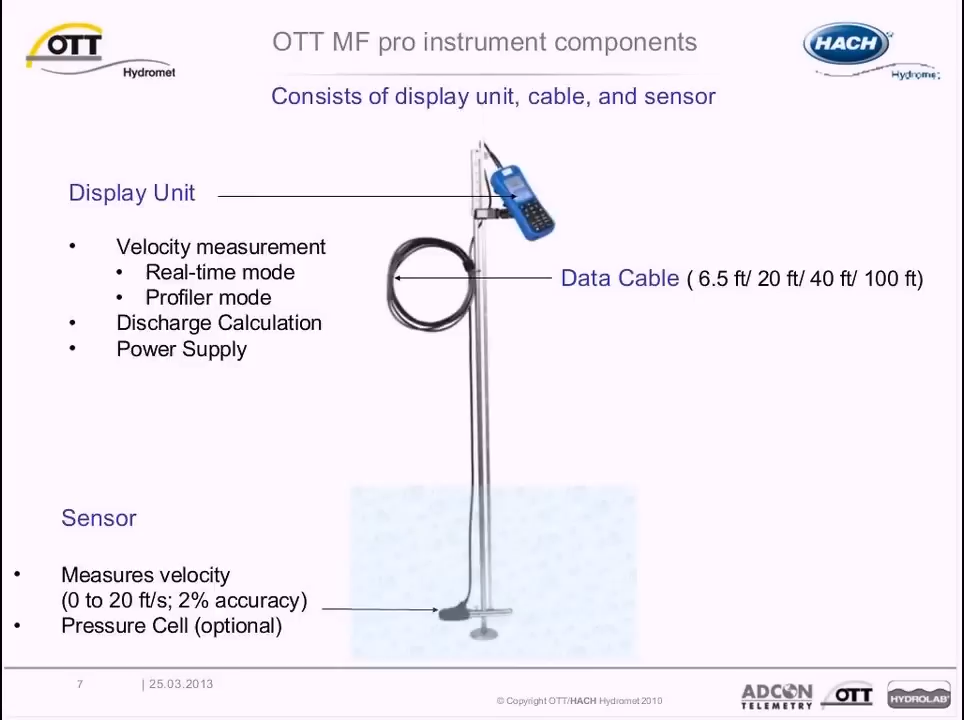 OTT
Hydromet
OTT MF pro instrument components
HACH
Hydromet
Consists of display unit, cable, and sensor
Display Unit
• Velocity measurement
• Real-time mode
• Profiler mode
• Discharge Calculation
• Power Supply
Data Cable ( 6.5 ft/ 20 ft/ 40 ft/ 100 ft)
Sensor
• Measures velocity
(0 to 20 ft/s; 2% accuracy)
• Pressure Cell (optional)
7 | 25.03.2013
© Copyright OTT/HACH Hydromet 2010
ADCON
TELEMETRY
OTT
HYDROLAB